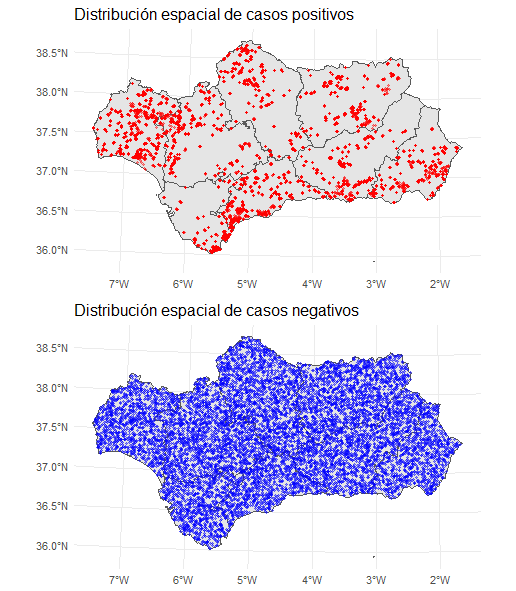 Distribución espacial de casos positivos
38.5°N
38.0°N
37.5°N
37.0°N
36.5°N
36.0°N
7°W 6°W 5°W 4°W 3°W 2°W
Distribución espacial de casos negativos
38.5°N
38.0°N
37.5°N
37.0°N
36.5°N
36.0°N
7°W 6°W 5°W 4°W 3°W 2°W